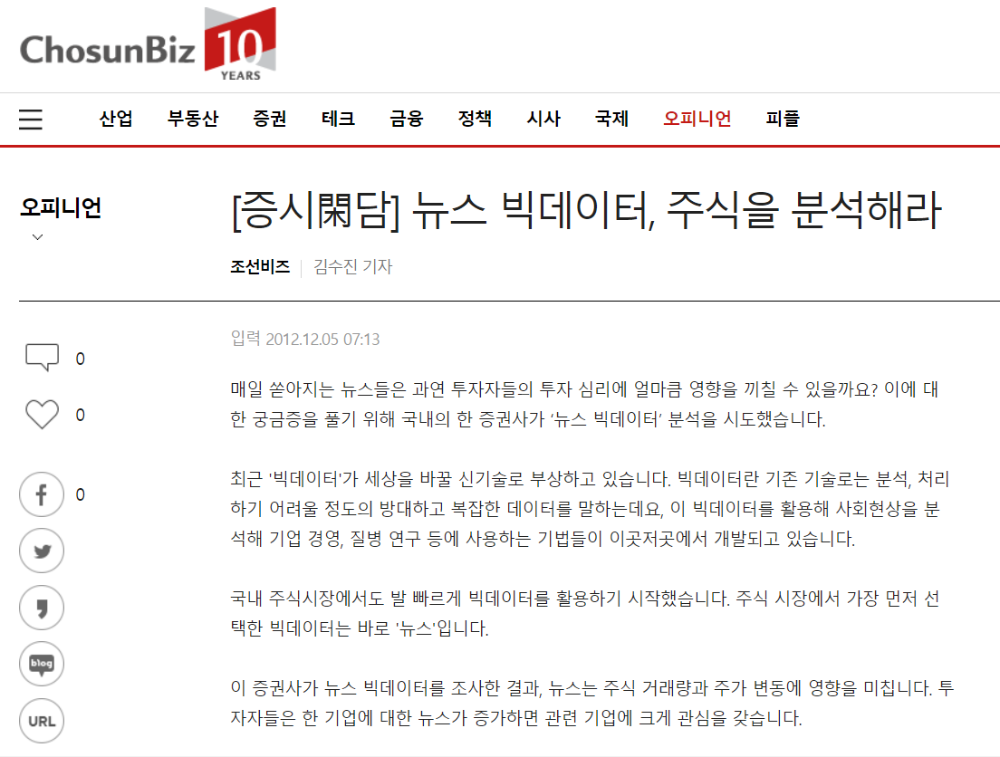 ChosunBiz 10
YEARS
산업 부동산 증권 테크 금융 정책 시사 국제 오피니언 피플
오피니언
[증시閑담] 뉴스 빅데이터, 주식을 분석해라
조선비즈 김수진 기자
입력 2012.12.05 07:13
0
0
0
blog
URL
매일 쏟아지는 뉴스들은 과연 투자자들의 투자 심리에 얼마큼 영향을 끼칠 수 있을까요? 이에 대
한 궁금증을 풀기 위해 국내의 한 증권사가 ‘뉴스 빅데이터’ 분석을 시도했습니다.
최근 '빅데이터'가 세상을 바꿀 신기술로 부상하고 있습니다. 빅데이터란 기존 기술로는 분석, 처리
하기 어려울 정도의 방대하고 복잡한 데이터를 말하는데요, 이 빅데이터를 활용해 사회현상을 분
석해 기업 경영, 질병 연구 등에 사용하는 기법들이 이곳저곳에서 개발되고 있습니다.
국내 주식시장에서도 발 빠르게 빅데이터를 활용하기 시작했습니다. 주식 시장에서 가장 먼저 선
택한 빅데이터는 바로 '뉴스'입니다.
이 증권사가 뉴스 빅데이터를 조사한 결과, 뉴스는 주식 거래량과 주가 변동에 영향을 미칩니다. 투
자자들은 한 기업에 대한 뉴스가 증가하면 관련 기업에 크게 관심을 갖습니다.